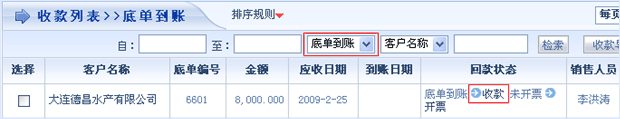 收款列表>>底单到账 排序规则 每页
自： 至： 底单到账 客户名称 检索 收款
选择 客户名称 底单编号 金额 应收日期 到账日期 回款状态 销售人员
大连德昌水产有限公司 6601 8,000.000 2009-2-25 底单到账 收款 未开票 李洪涛
开票